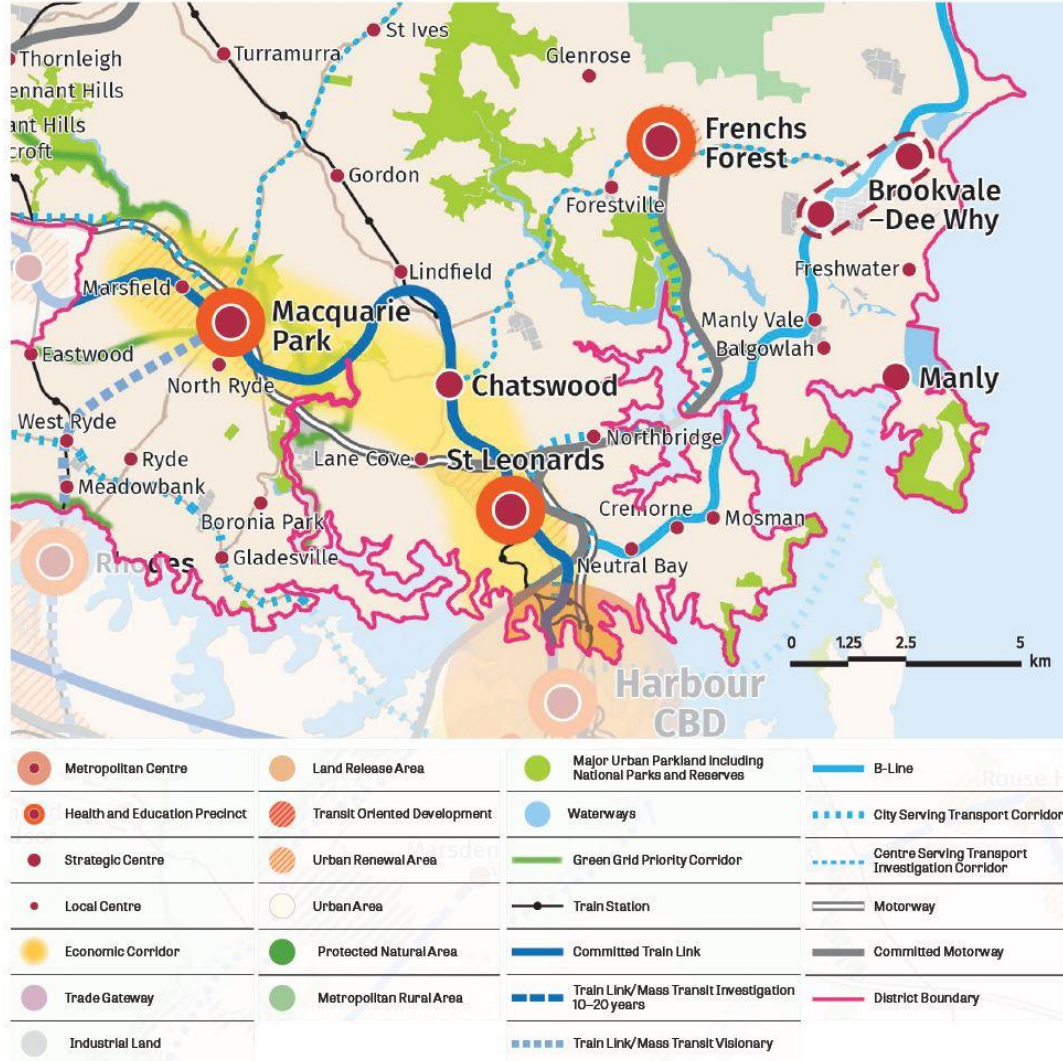 St Ives
Turramurra
Thornleigh
Glenrose
ennant Hills
ant Hills
croft
Frenchs
Forest
Gordon
Forestville
Brookvale
–Dee Why
Lindfield
Freshwater
Marsfield
Macquarie
Park
Manly Vale
Balgowlah
Eastwood
North Ryde
Chatswood
Manly
West Ryde
Northbridge
Ryde
Lane Cove
St Leonards
Meadowbank
Boronia Park
Cremorne
Mosman
Gladesville
Rhodes
Neutral Bay
0 1.25 2.5 5
km
Harbour
CBD
Metropolitan Centre
Health and Education Precinct
Strategic Centre
Local Centre
Economic Corridor
Trade Gateway
Industrial Land
Land Release Area
Transit Oriented Development
Urban Renewal Area
Urban Area
Protected Natural Area
Metropolitan Rural Area
Major Urban Parkland including
National Parks and Reserves
Waterways
Green Grid Priority Corridor
Train Station
Committed Train Link
Train Link/Mass Transit Investigation
10–20 years
Train Link/Mass Transit Visionary
B-Line
City Serving Transport Corridor
Centre Serving Transport
Investigation Corridor
Motorway
Committed Motorway
District Boundary
Rouse H
Marsden